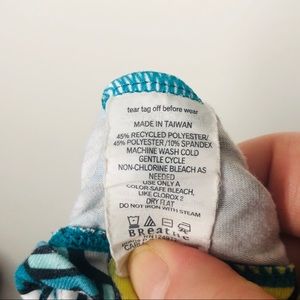 tear tag off before wear
MADE IN TAIWAN
45% RECYCLED POLYESTER/
45% POLYESTER / 10% SPANDEX
MACHINE WASH COLD
GENTLE CYCLE
NON-CHLORINE BLEACH AS
NEEDED
USE ONLY A
COLOR-SAFE BLEACH,
LIKE CLOROX 2
DRY FLAT
DO NOT IRON WITH STEAM
BReathe